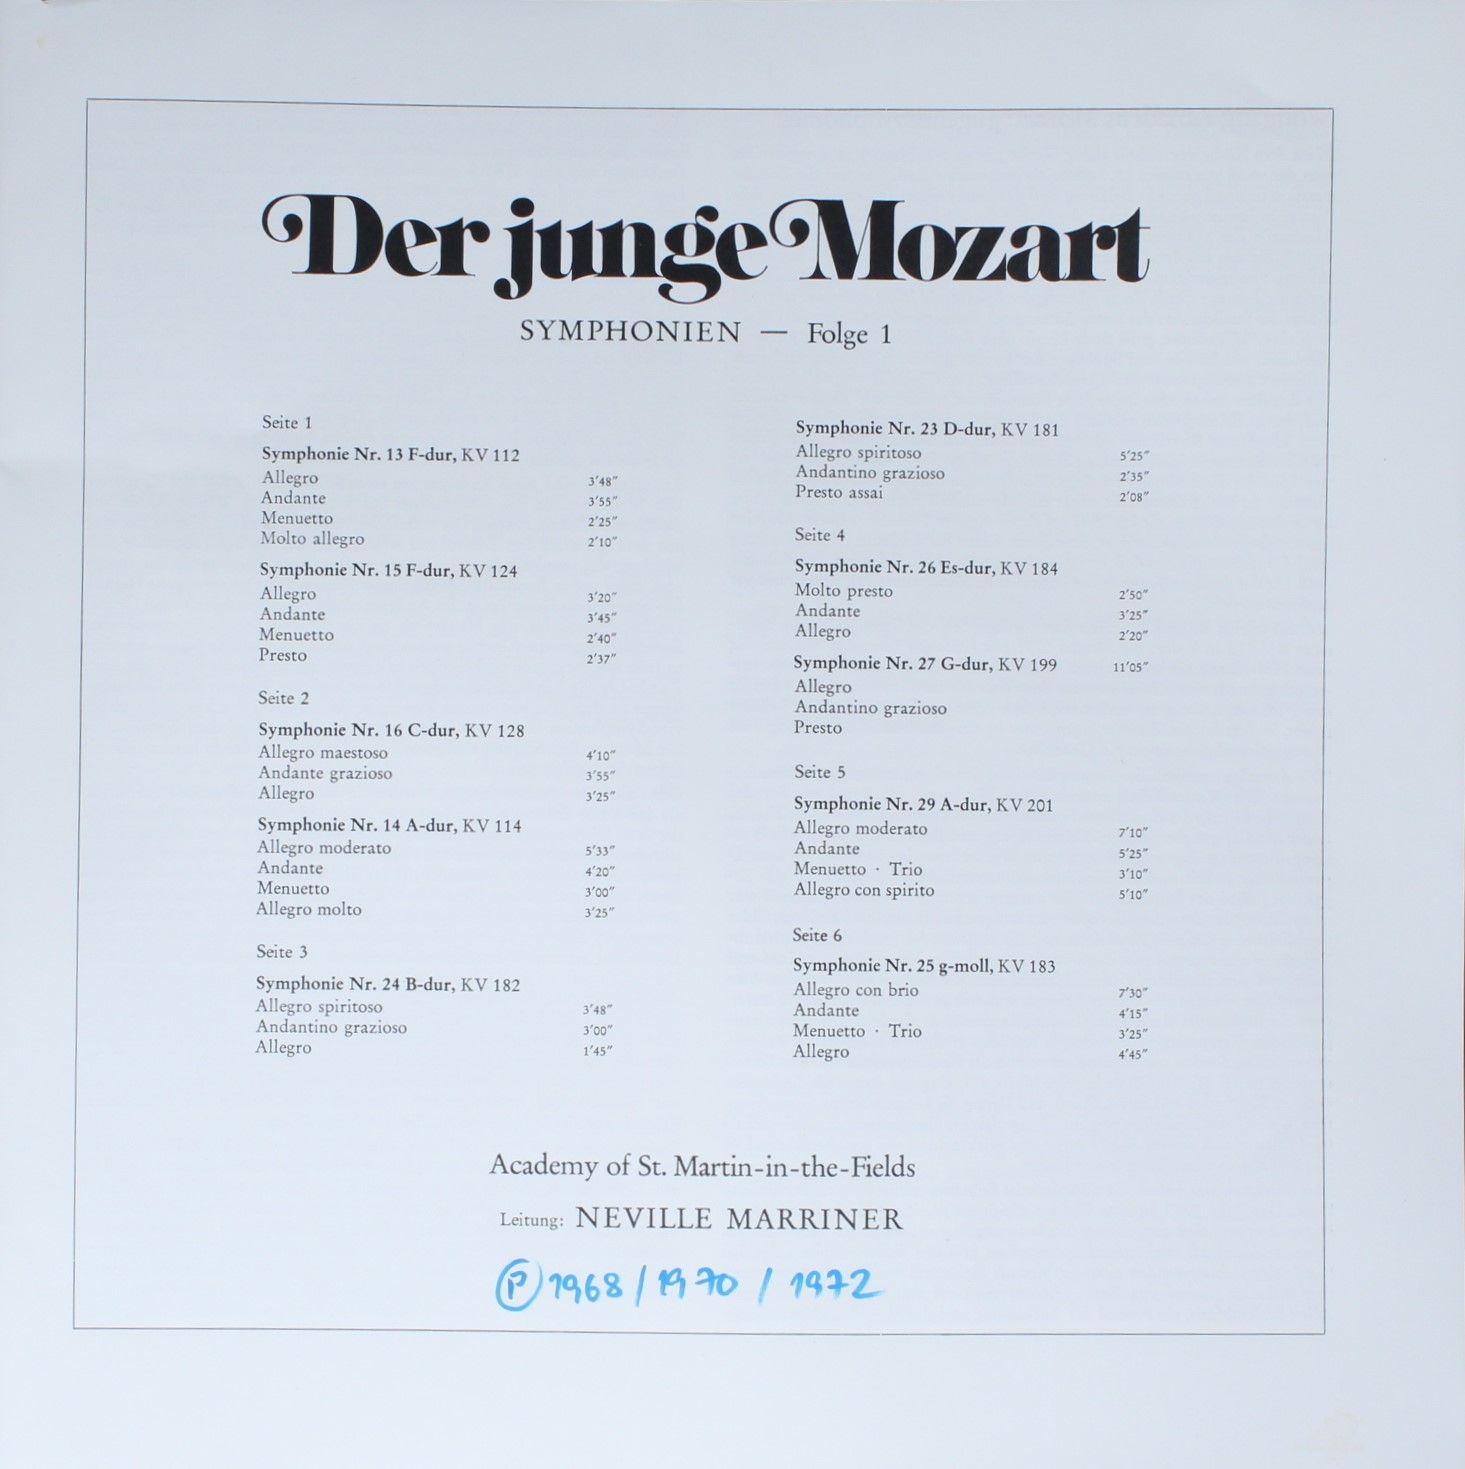 Der junge Mozart
SYMPHONIEN — Folge 1
Seite 1
Symphonie Nr. 13 F-dur, KV 112
Allegro 3′48″
Andante 3′55″
Menuetto 2′25″
Molto allegro 2′10″
Symphonie Nr. 15 F-dur, KV 124
Allegro 3′20″
Andante 3′45″
Menuetto 2′40″
Presto 2′37″
Seite 2
Symphonie Nr. 16 C-dur, KV 128
Allegro maestoso 4′10″
Andante grazioso 3′55″
Allegro 3′25″
Symphonie Nr. 14 A-dur, KV 114
Allegro moderato 5′33″
Andante 4′20″
Menuetto 3′00″
Allegro molto 3′25″
Seite 3
Symphonie Nr. 24 B-dur, KV 182
Allegro spiritoso 3′48″
Andantino grazioso 3′00″
Allegro 1′45″
Symphonie Nr. 23 D-dur, KV 181
Allegro spiritoso 5′25″
Andantino grazioso 2′35″
Presto assai 2′08″
Seite 4
Symphonie Nr. 26 Es-dur, KV 184
Molto presto 2′50″
Andante 3′25″
Allegro 2′20″
Symphonie Nr. 27 G-dur, KV 199 11′05″
Allegro
Andantino grazioso
Presto
Seite 5
Symphonie Nr. 29 A-dur, KV 201
Allegro moderato 7′10″
Andante 5′25″
Menuetto · Trio 3′10″
Allegro con spirito 5′10″
Seite 6
Symphonie Nr. 25 g-moll, KV 183
Allegro con brio 7′30″
Andante 4′15″
Menuetto · Trio 3′25″
Allegro 4′45″
Academy of St. Martin-in-the-Fields
Leitung: NEVILLE MARRINER
Ⓟ 1968 / 1970 / 1972